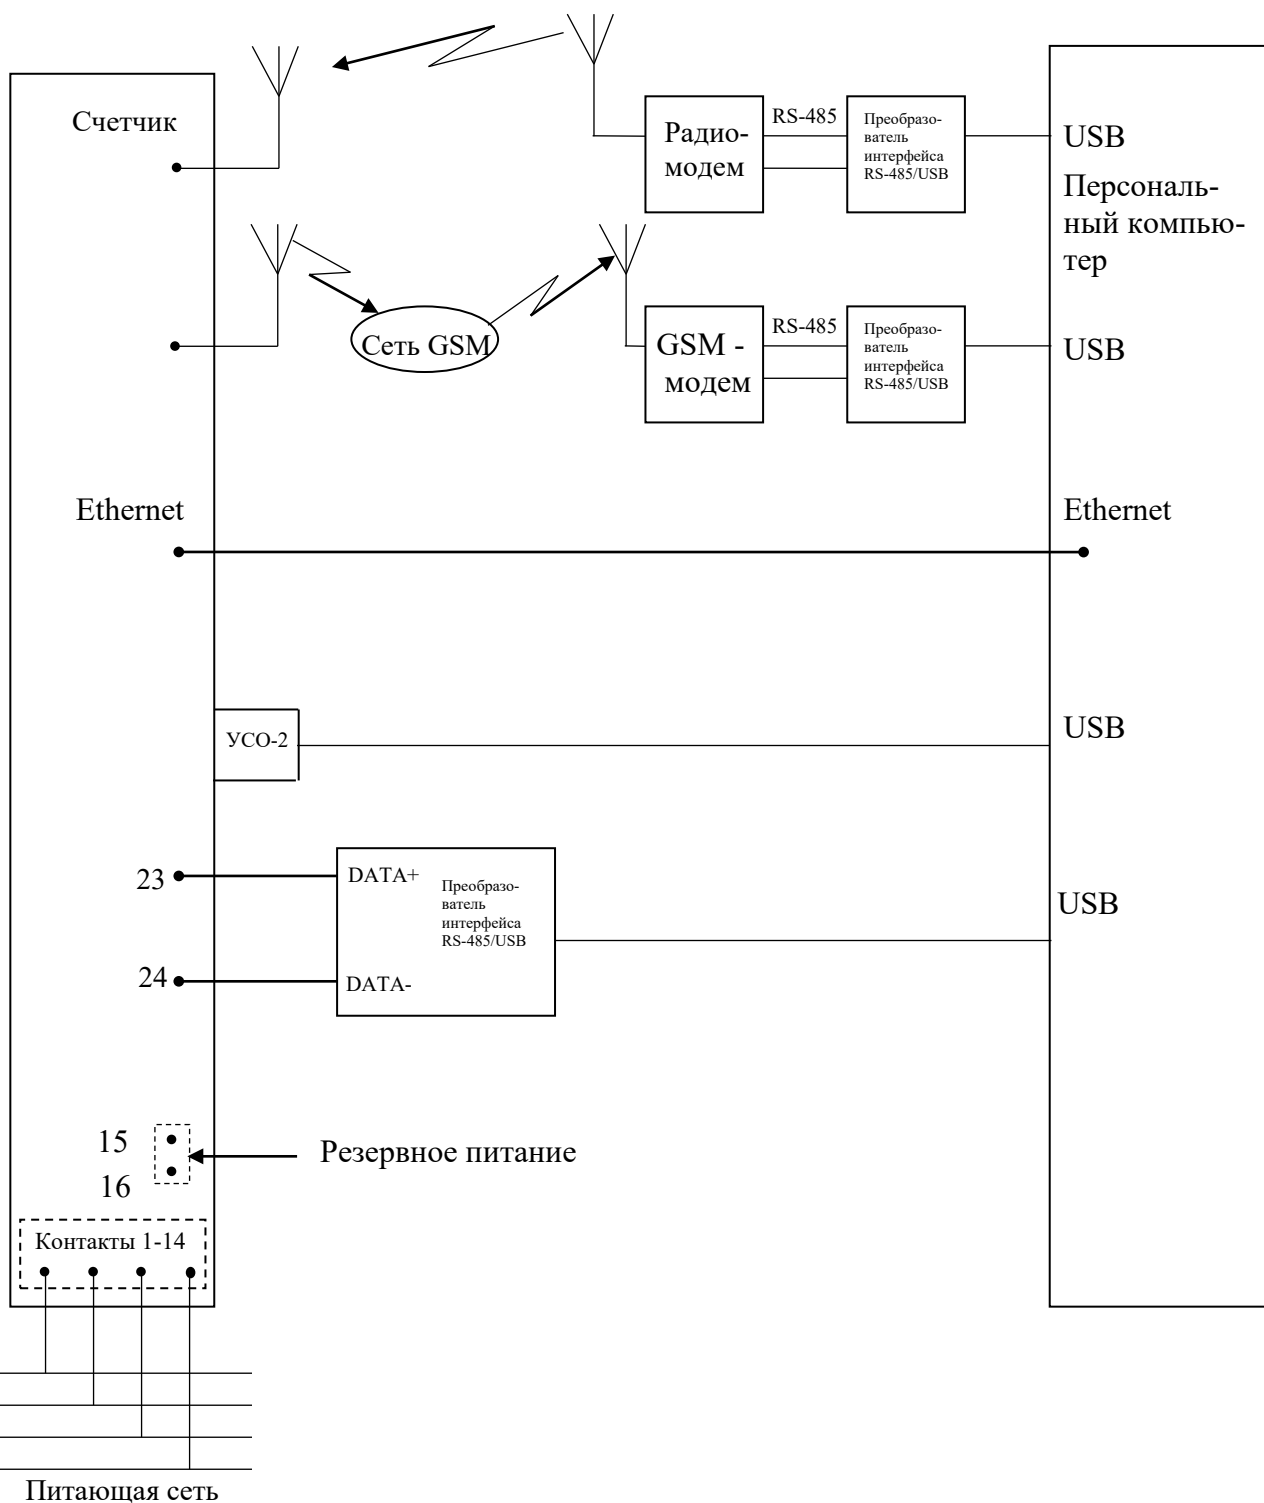 Счетчик
Радио-
модем
RS-485
Преобразо-
ватель
интерфейса
RS-485/USB
USB
Персональ-
ный компью-
тер
Сеть GSM
GSM -
модем
RS-485
Преобразо-
ватель
интерфейса
RS-485/USB
USB
Ethernet
Ethernet
УСО-2
USB
23
DATA+
Преобразо-
ватель
интерфейса
RS-485/USB
USB
24
DATA-
15
Резервное питание
16
Контакты 1-14
Питающая сеть